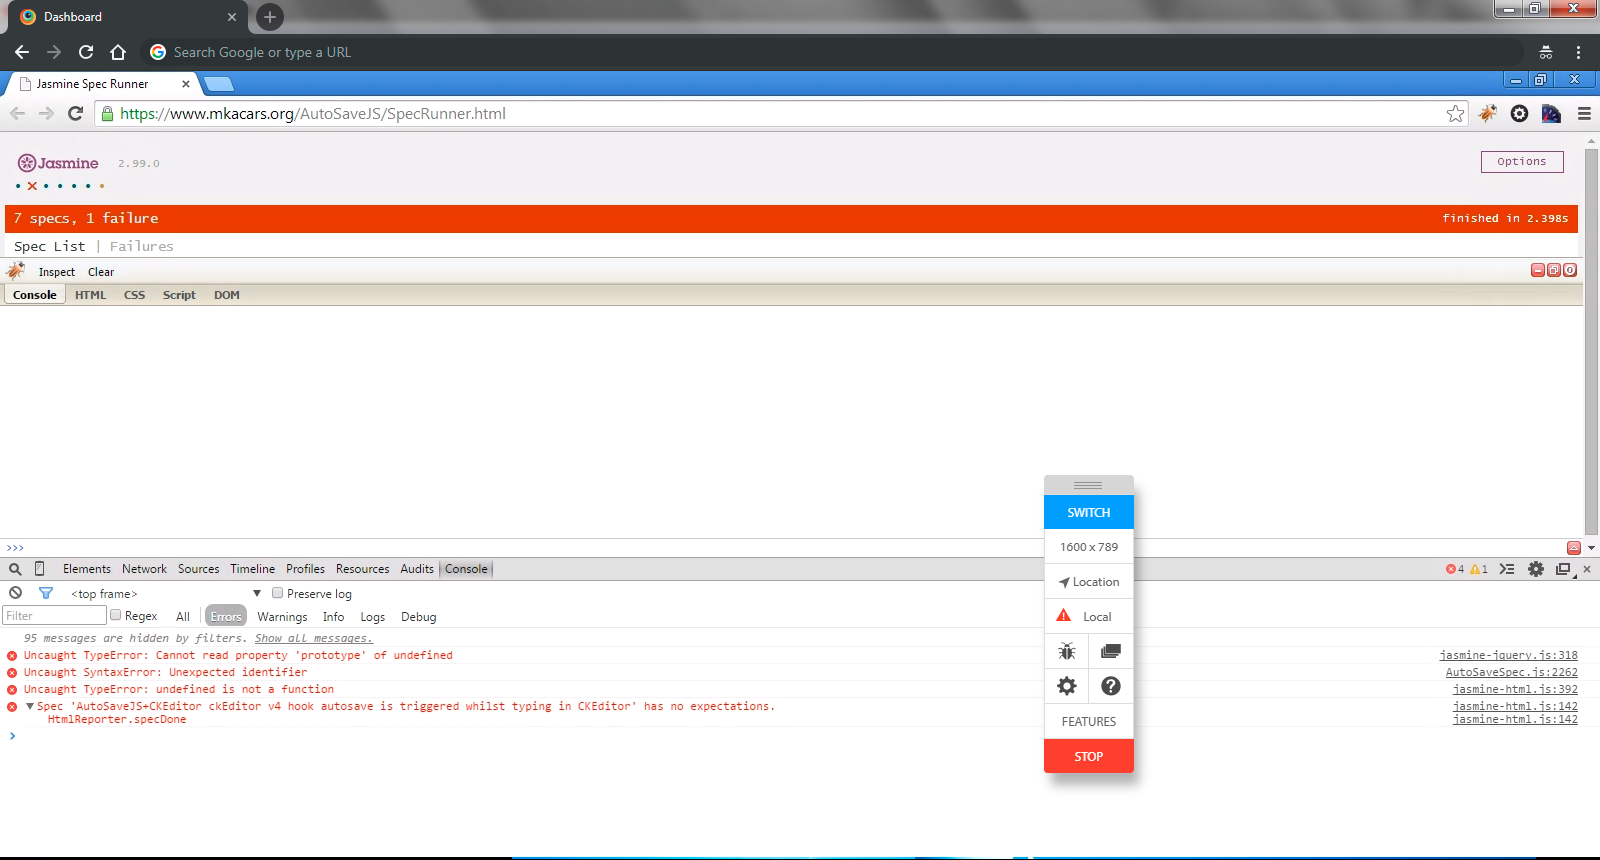 Dashboard
Search Google or type a URL
Jasmine Spec Runner
https://www.mkacars.org/AutoSaveJS/SpecRunner.html
Jasmine 2.99.0
Options
7 specs, 1 failure
finished in 2.398s
Spec List | Failures
Inspect Clear
Console HTML CSS Script DOM
>>>
Elements Network Sources Timeline Profiles Resources Audits Console
4 1
<top frame> Preserve log
Filter Regex All Errors Warnings Info Logs Debug
95 messages are hidden by filters. Show all messages.
Uncaught TypeError: Cannot read property 'prototype' of undefined jasmine-jquery.js:318
Uncaught SyntaxError: Unexpected identifier AutoSaveSpec.js:2262
Uncaught TypeError: undefined is not a function jasmine-html.js:392
Spec 'AutoSaveJS+CKEditor ckEditor v4 hook autosave is triggered whilst typing in CKEditor' has no expectations. jasmine-html.js:142
HtmlReporter.specDone jasmine-html.js:142
SWITCH
1600 x 789
Location
Local
FEATURES
STOP